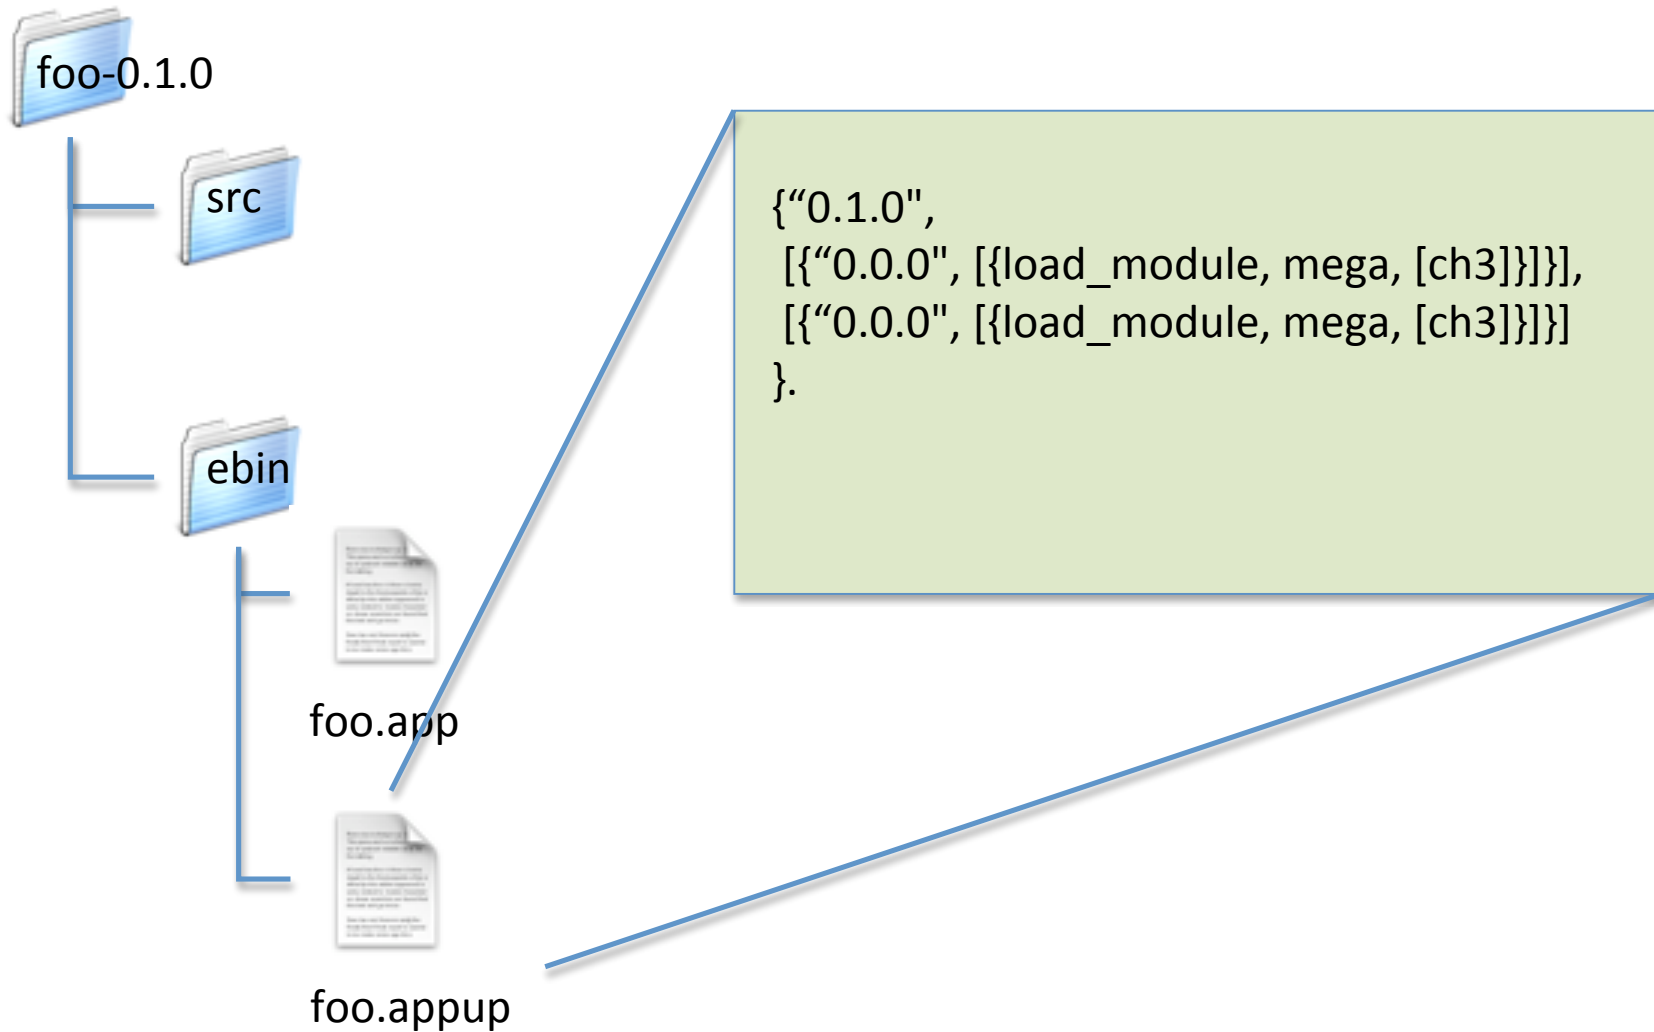 foo-0.1.0
src
ebin
foo.app
foo.appup
{“0.1.0",
[{“0.0.0", [{load_module, mega, [ch3]}]}],
[{“0.0.0", [{load_module, mega, [ch3]}]}]
}.